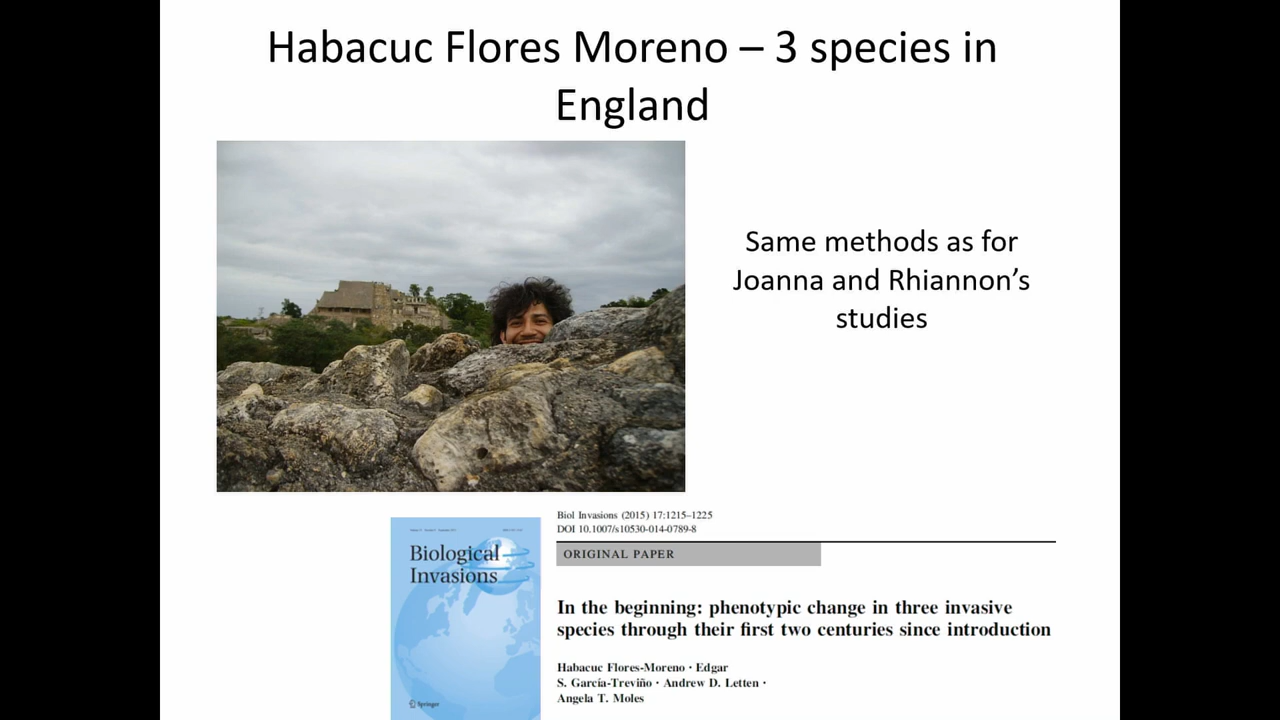 Habacuc Flores Moreno – 3 species in
England
Same methods as for
Joanna and Rhiannon's
studies
Biol Invasions (2015) 17:1215–1225
DOI 10.1007/s10530-014-0789-8
ORIGINAL PAPER
Biological
Invasions
In the beginning: phenotypic change in three invasive
species through their first two centuries since introduction
Habacuc Flores-Moreno · Edgar
S. García-Treviño · Andrew D. Letten ·
Angela T. Moles
Springer